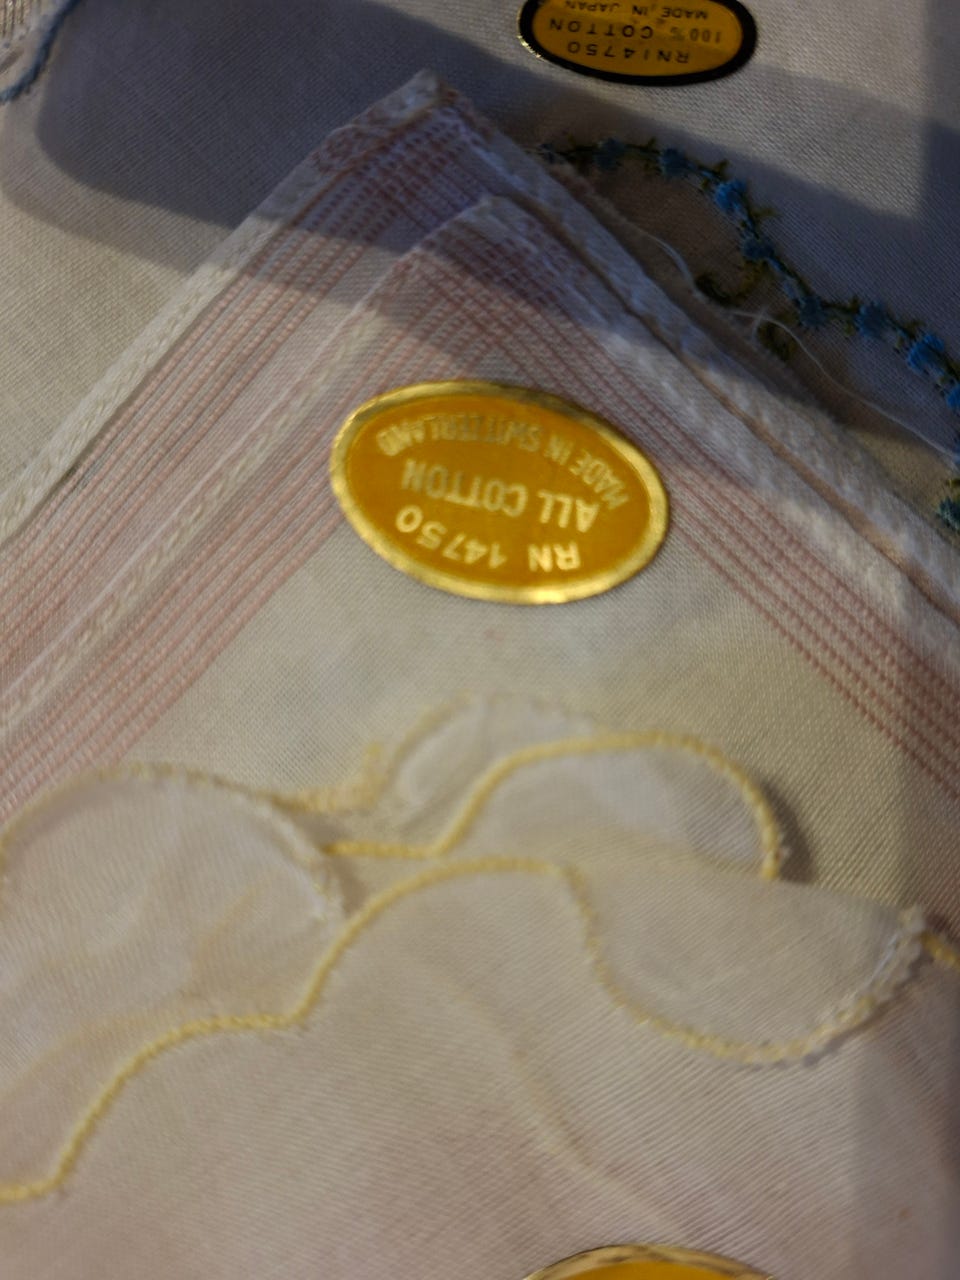 RN14750
100% COTTON
MADE IN JAPAN
RN 14750
ALL COTTON
MADE IN SWITZERLAND